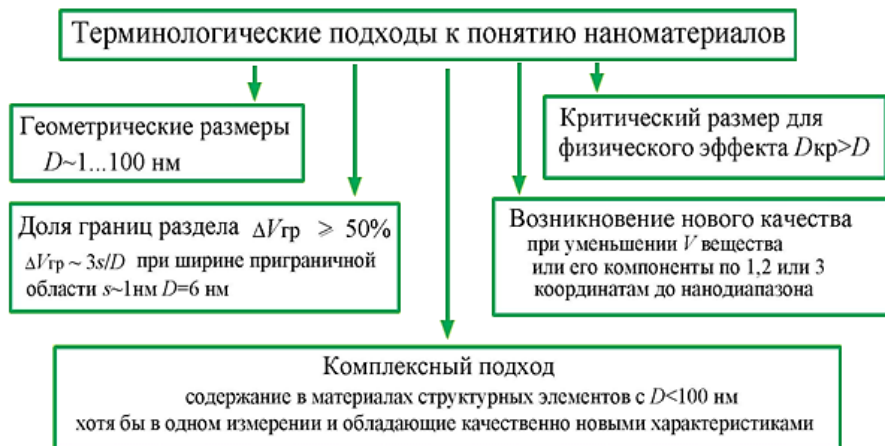 Терминологические подходы к понятию наноматериалов
Геометрические размеры
D~1...100 нм
Критический размер для
физического эффекта Dкр>D
Доля границ раздела ΔVгр ⩾ 50%
ΔVгр ~ 3s/D при ширине приграничной
области s~1нм D=6 нм
Возникновение нового качества
при уменьшении V вещества
или его компоненты по 1,2 или 3
координатам до нанодиапазона
Комплексный подход
содержание в материалах структурных элементов с D<100 нм
хотя бы в одном измерении и обладающие качественно новыми характеристиками